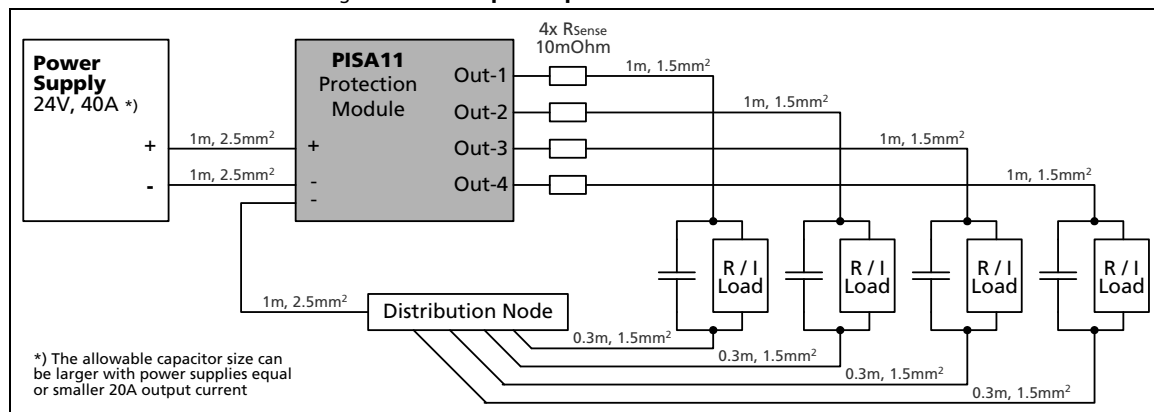 Power
Supply
24V, 40A *)
+
-
1m, 2.5mm²
1m, 2.5mm²
PISA11
Protection
Module
+
-
-
Out-1
Out-2
Out-3
Out-4
4x RSense
10mOhm
1m, 1.5mm²
1m, 1.5mm²
1m, 1.5mm²
1m, 1.5mm²
R / I
Load
R / I
Load
R / I
Load
R / I
Load
1m, 2.5mm²
Distribution Node
0.3m, 1.5mm²
0.3m, 1.5mm²
0.3m, 1.5mm²
0.3m, 1.5mm²
*) The allowable capacitor size can
be larger with power supplies equal
or smaller 20A output current